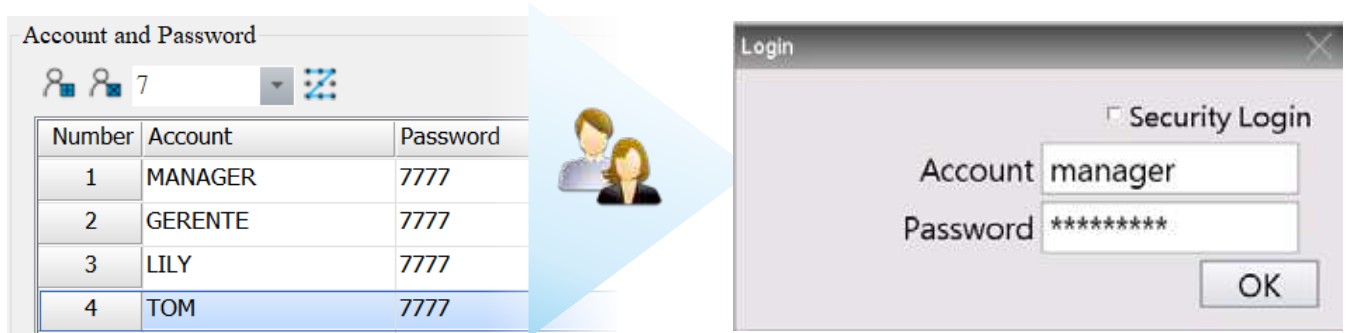 Account and Password
7
Number Account Password
1 MANAGER 7777
2 GERENTE 7777
3 LILY 7777
4 TOM 7777
Login
Security Login
Account manager
Password *********
OK